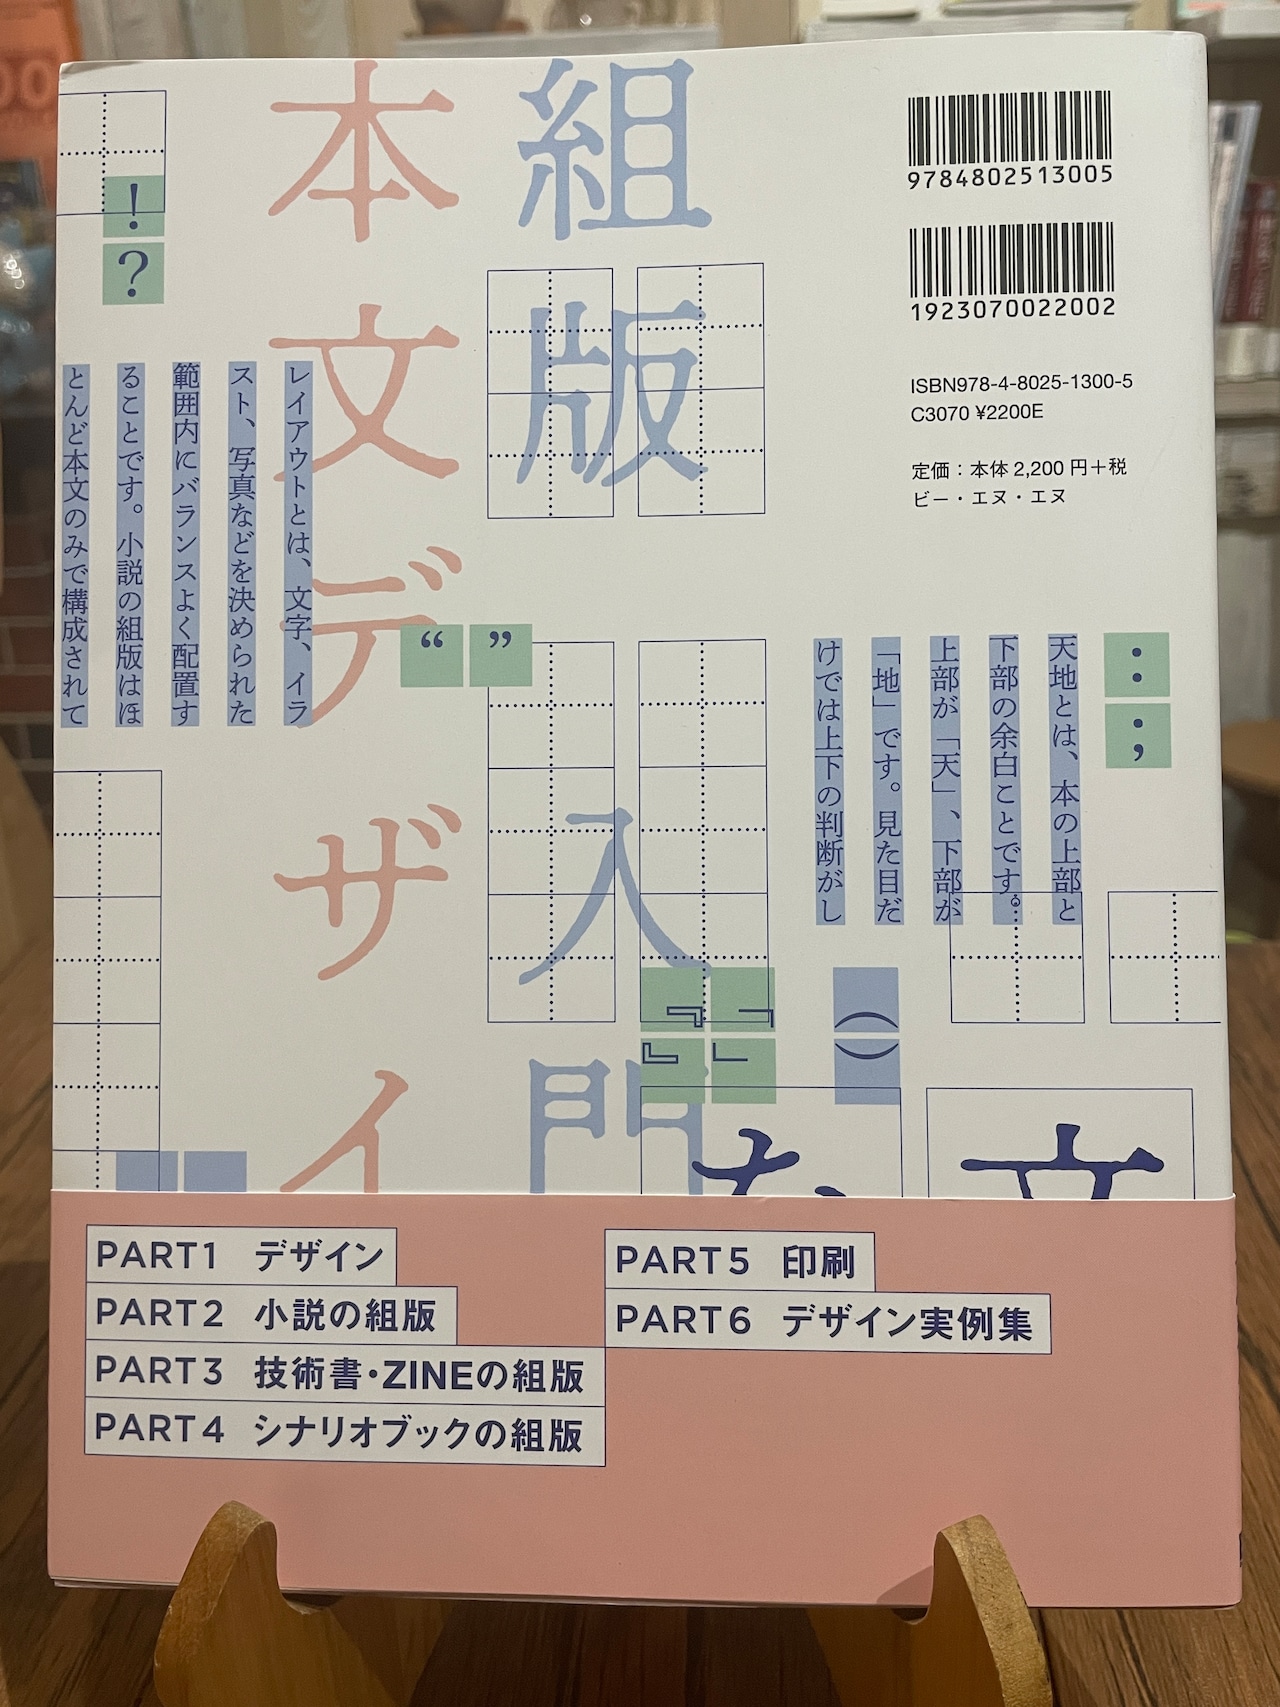 組版 入門
本文デザイ
9784802513005
1923070022002
ISBN978-4-8025-1300-5
C3070 ¥2200E
定価：本体 2,200 円＋税
ビー・エヌ・エヌ
：；
天地とは、本の上部と
下部の余白ことです。
上部が「天」、下部が
「地」です。見た目だ
けでは上下の判断がし
！
？
“ ”
『「
』」
（
）
レイアウトとは、文字、イラ
スト、写真などを決められた
範囲内にバランスよく配置す
ることです。小説の組版はほ
とんど本文のみで構成されて
PART1 デザイン
PART2 小説の組版
PART3 技術書・ZINEの組版
PART4 シナリオブックの組版
PART5 印刷
PART6 デザイン実例集